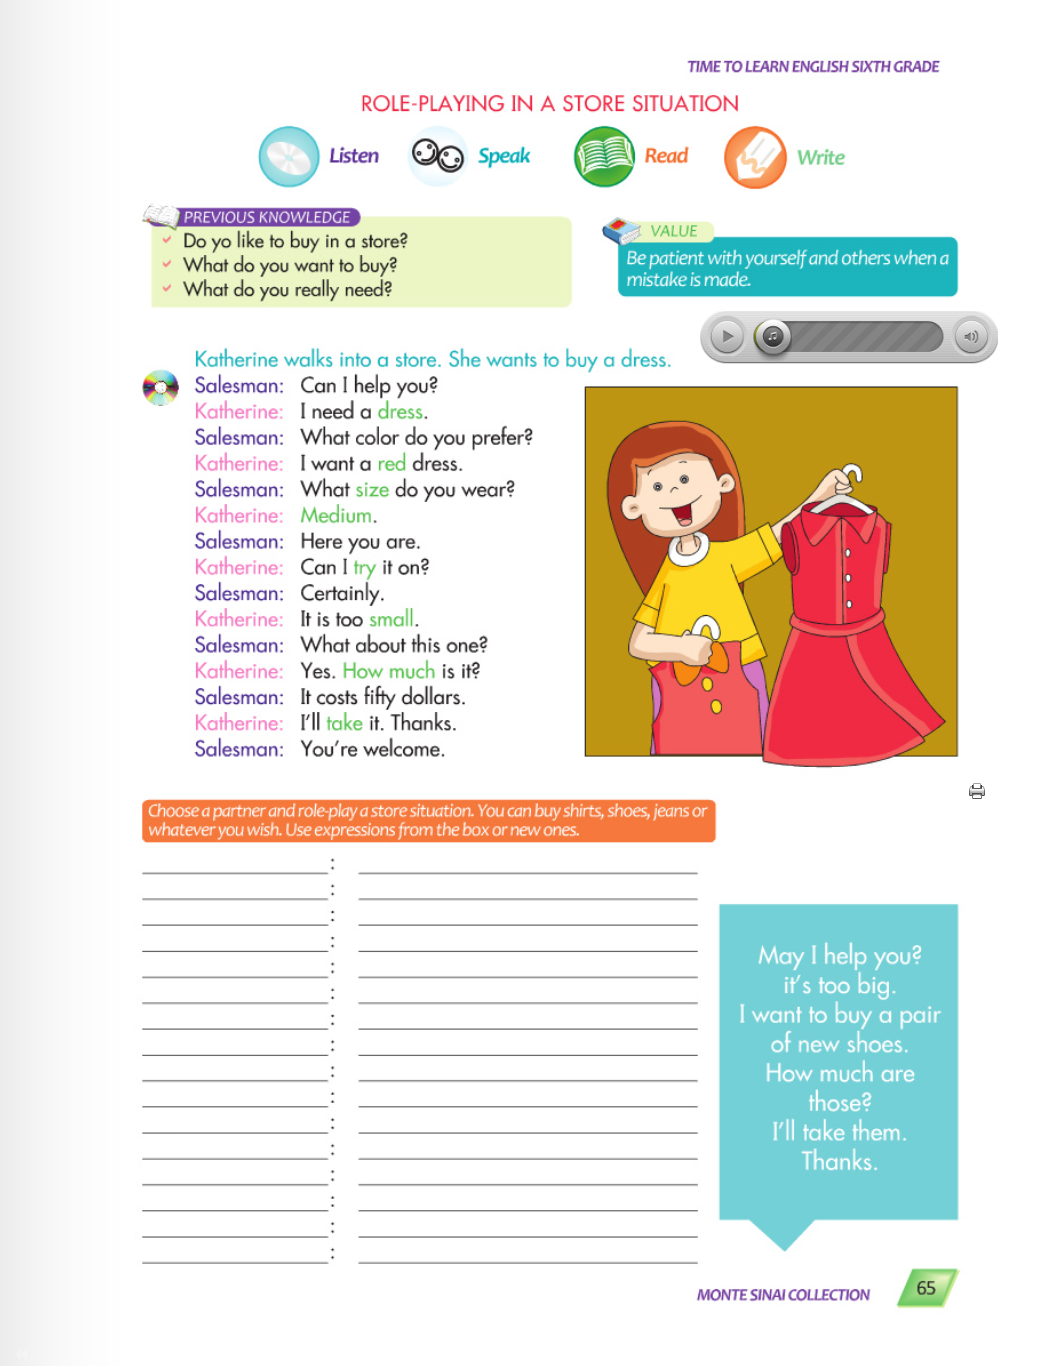 TIME TO LEARN ENGLISH SIXTH GRADE
ROLE-PLAYING IN A STORE SITUATION
Listen Speak Read Write
PREVIOUS KNOWLEDGE
Do yo like to buy in a store?
What do you want to buy?
What do you really need?
VALUE
Be patient with yourself and others when a
mistake is made.
Katherine walks into a store. She wants to buy a dress.
Salesman: Can I help you?
Katherine: I need a dress.
Salesman: What color do you prefer?
Katherine: I want a red dress.
Salesman: What size do you wear?
Katherine: Medium.
Salesman: Here you are.
Katherine: Can I try it on?
Salesman: Certainly.
Katherine: It is too small.
Salesman: What about this one?
Katherine: Yes. How much is it?
Salesman: It costs fifty dollars.
Katherine: I'll take it. Thanks.
Salesman: You're welcome.
Choose a partner and role-play a store situation. You can buy shirts, shoes, jeans or
whatever you wish. Use expressions from the box or new ones.
May I help you?
it's too big.
I want to buy a pair
of new shoes.
How much are
those?
I'll take them.
Thanks.
MONTE SINAI COLLECTION
65